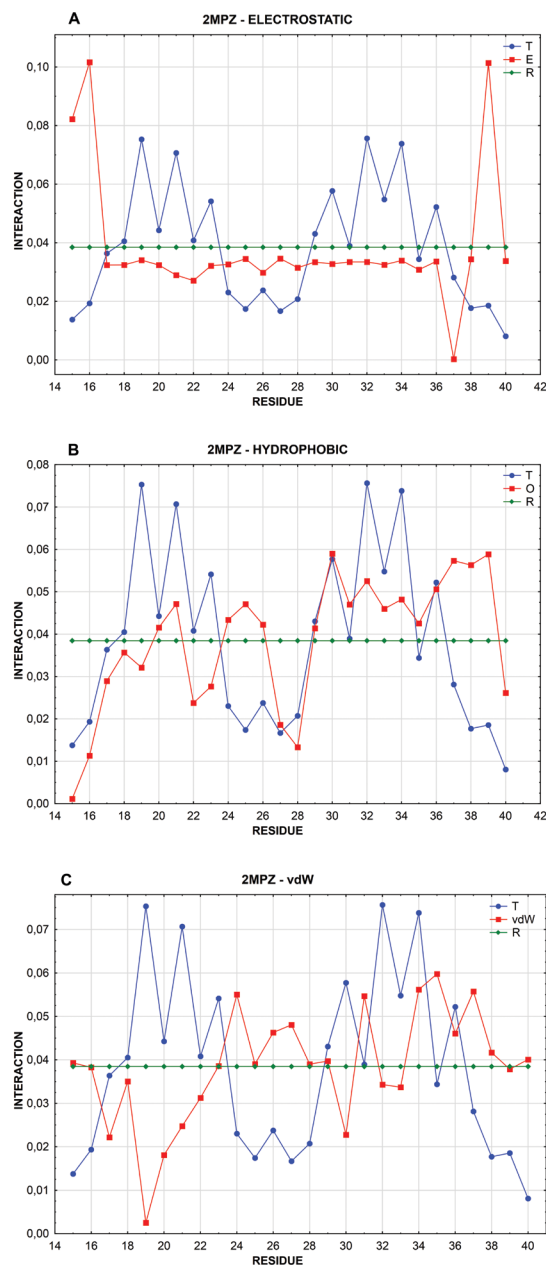 A
2MPZ - ELECTROSTATIC
T
E
R
0,10
0,08
0,06
0,04
0,02
0,00
INTERACTION
14 16 18 20 22 24 26 28 30 32 34 36 38 40 42
RESIDUE
B
2MPZ - HYDROPHOBIC
T
O
R
0,08
0,07
0,06
0,05
0,04
0,03
0,02
0,01
0,00
INTERACTION
14 16 18 20 22 24 26 28 30 32 34 36 38 40 42
RESIDUE
C
2MPZ - vdW
T
vdW
R
0,07
0,06
0,05
0,04
0,03
0,02
0,01
0,00
INTERACTION
14 16 18 20 22 24 26 28 30 32 34 36 38 40
RESIDUE